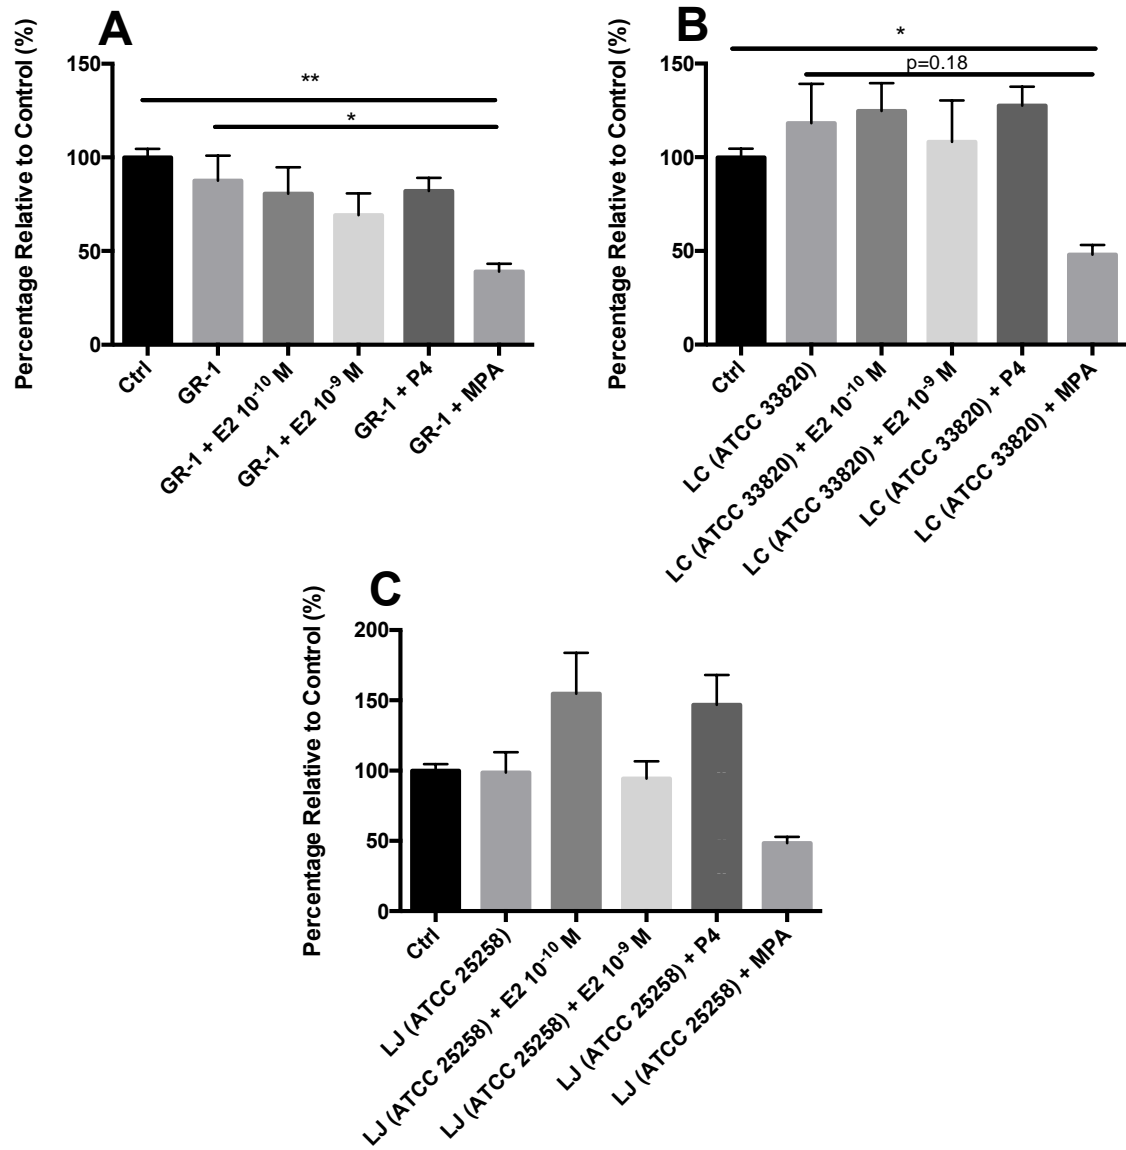 A
Percentage Relative to Control (%)
150
100
50
0
**
*
Ctrl
GR-1
GR-1 + E2 10⁻¹⁰ M
GR-1 + E2 10⁻⁹ M
GR-1 + P4
GR-1 + MPA
B
Percentage Relative to Control (%)
150
100
50
0
*
p=0.18
Ctrl
LC (ATCC 33820)
LC (ATCC 33820) + E2 10⁻¹⁰ M
LC (ATCC 33820) + E2 10⁻⁹ M
LC (ATCC 33820) + P4
LC (ATCC 33820) + MPA
C
Percentage Relative to Control (%)
200
150
100
50
0
Ctrl
LJ (ATCC 25258)
LJ (ATCC 25258) + E2 10⁻¹⁰ M
LJ (ATCC 25258) + E2 10⁻⁹ M
LJ (ATCC 25258) + P4
LJ (ATCC 25258) + MPA